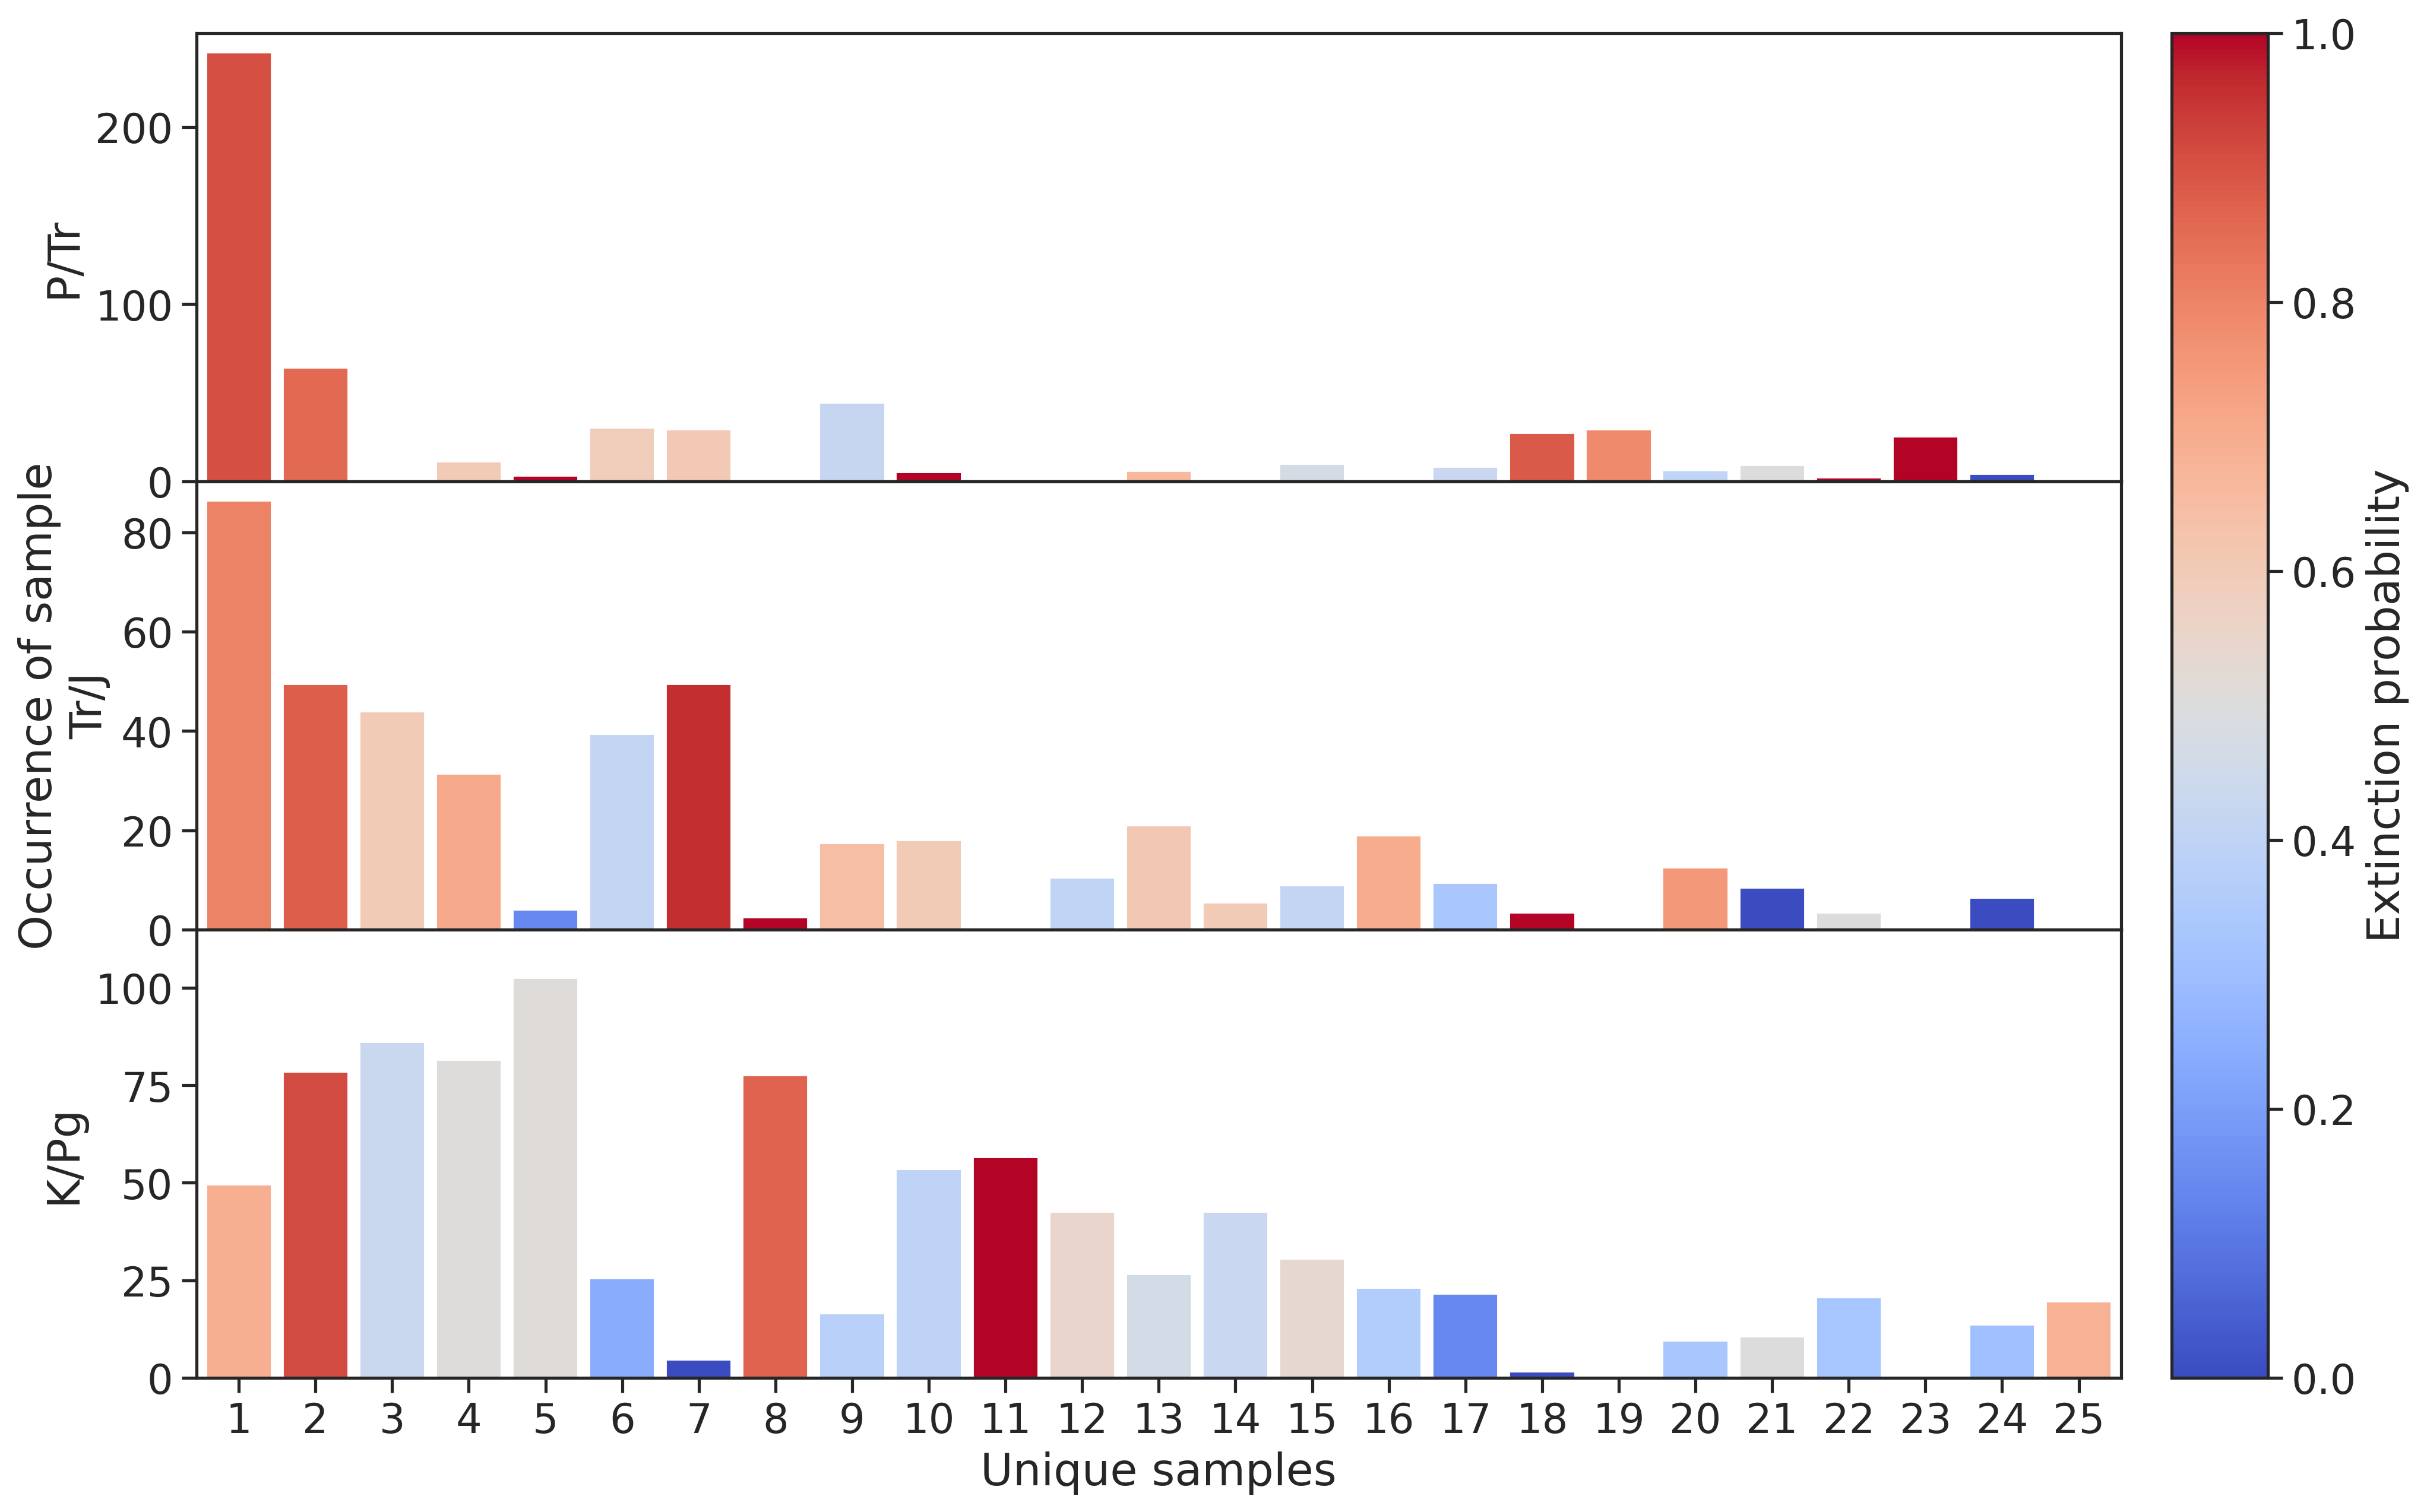 Occurrence of sample
P/Tr
200
100
0
Tr/J
80
60
40
20
0
K/Pg
100
75
50
25
0
1 2 3 4 5 6 7 8 9 10 11 12 13 14 15 16 17 18 19 20 21 22 23 24 25
Unique samples
1.0
0.8
0.6
0.4
0.2
0.0
Extinction probability